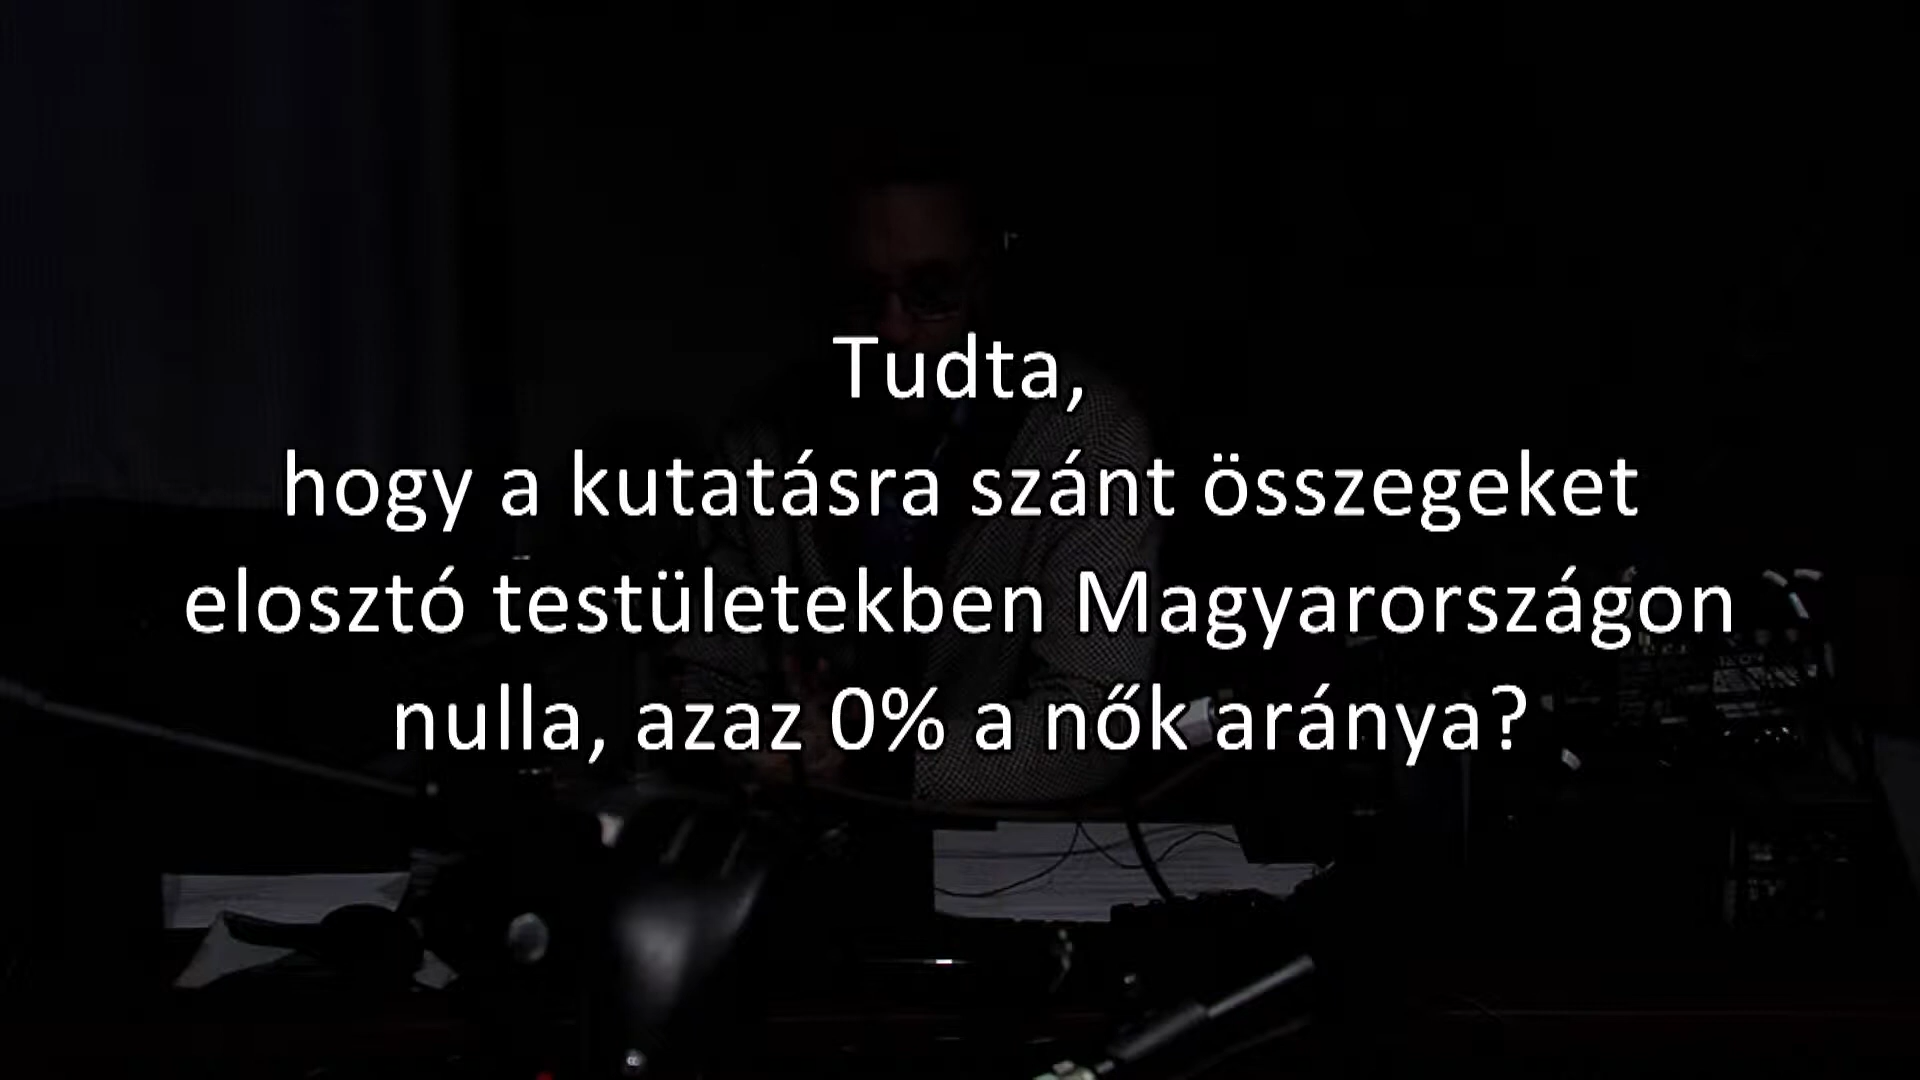 Tudta,
hogy a kutatásra szánt összegeket
elosztó testületekben Magyarországon
nulla, azaz 0% a nők aránya?